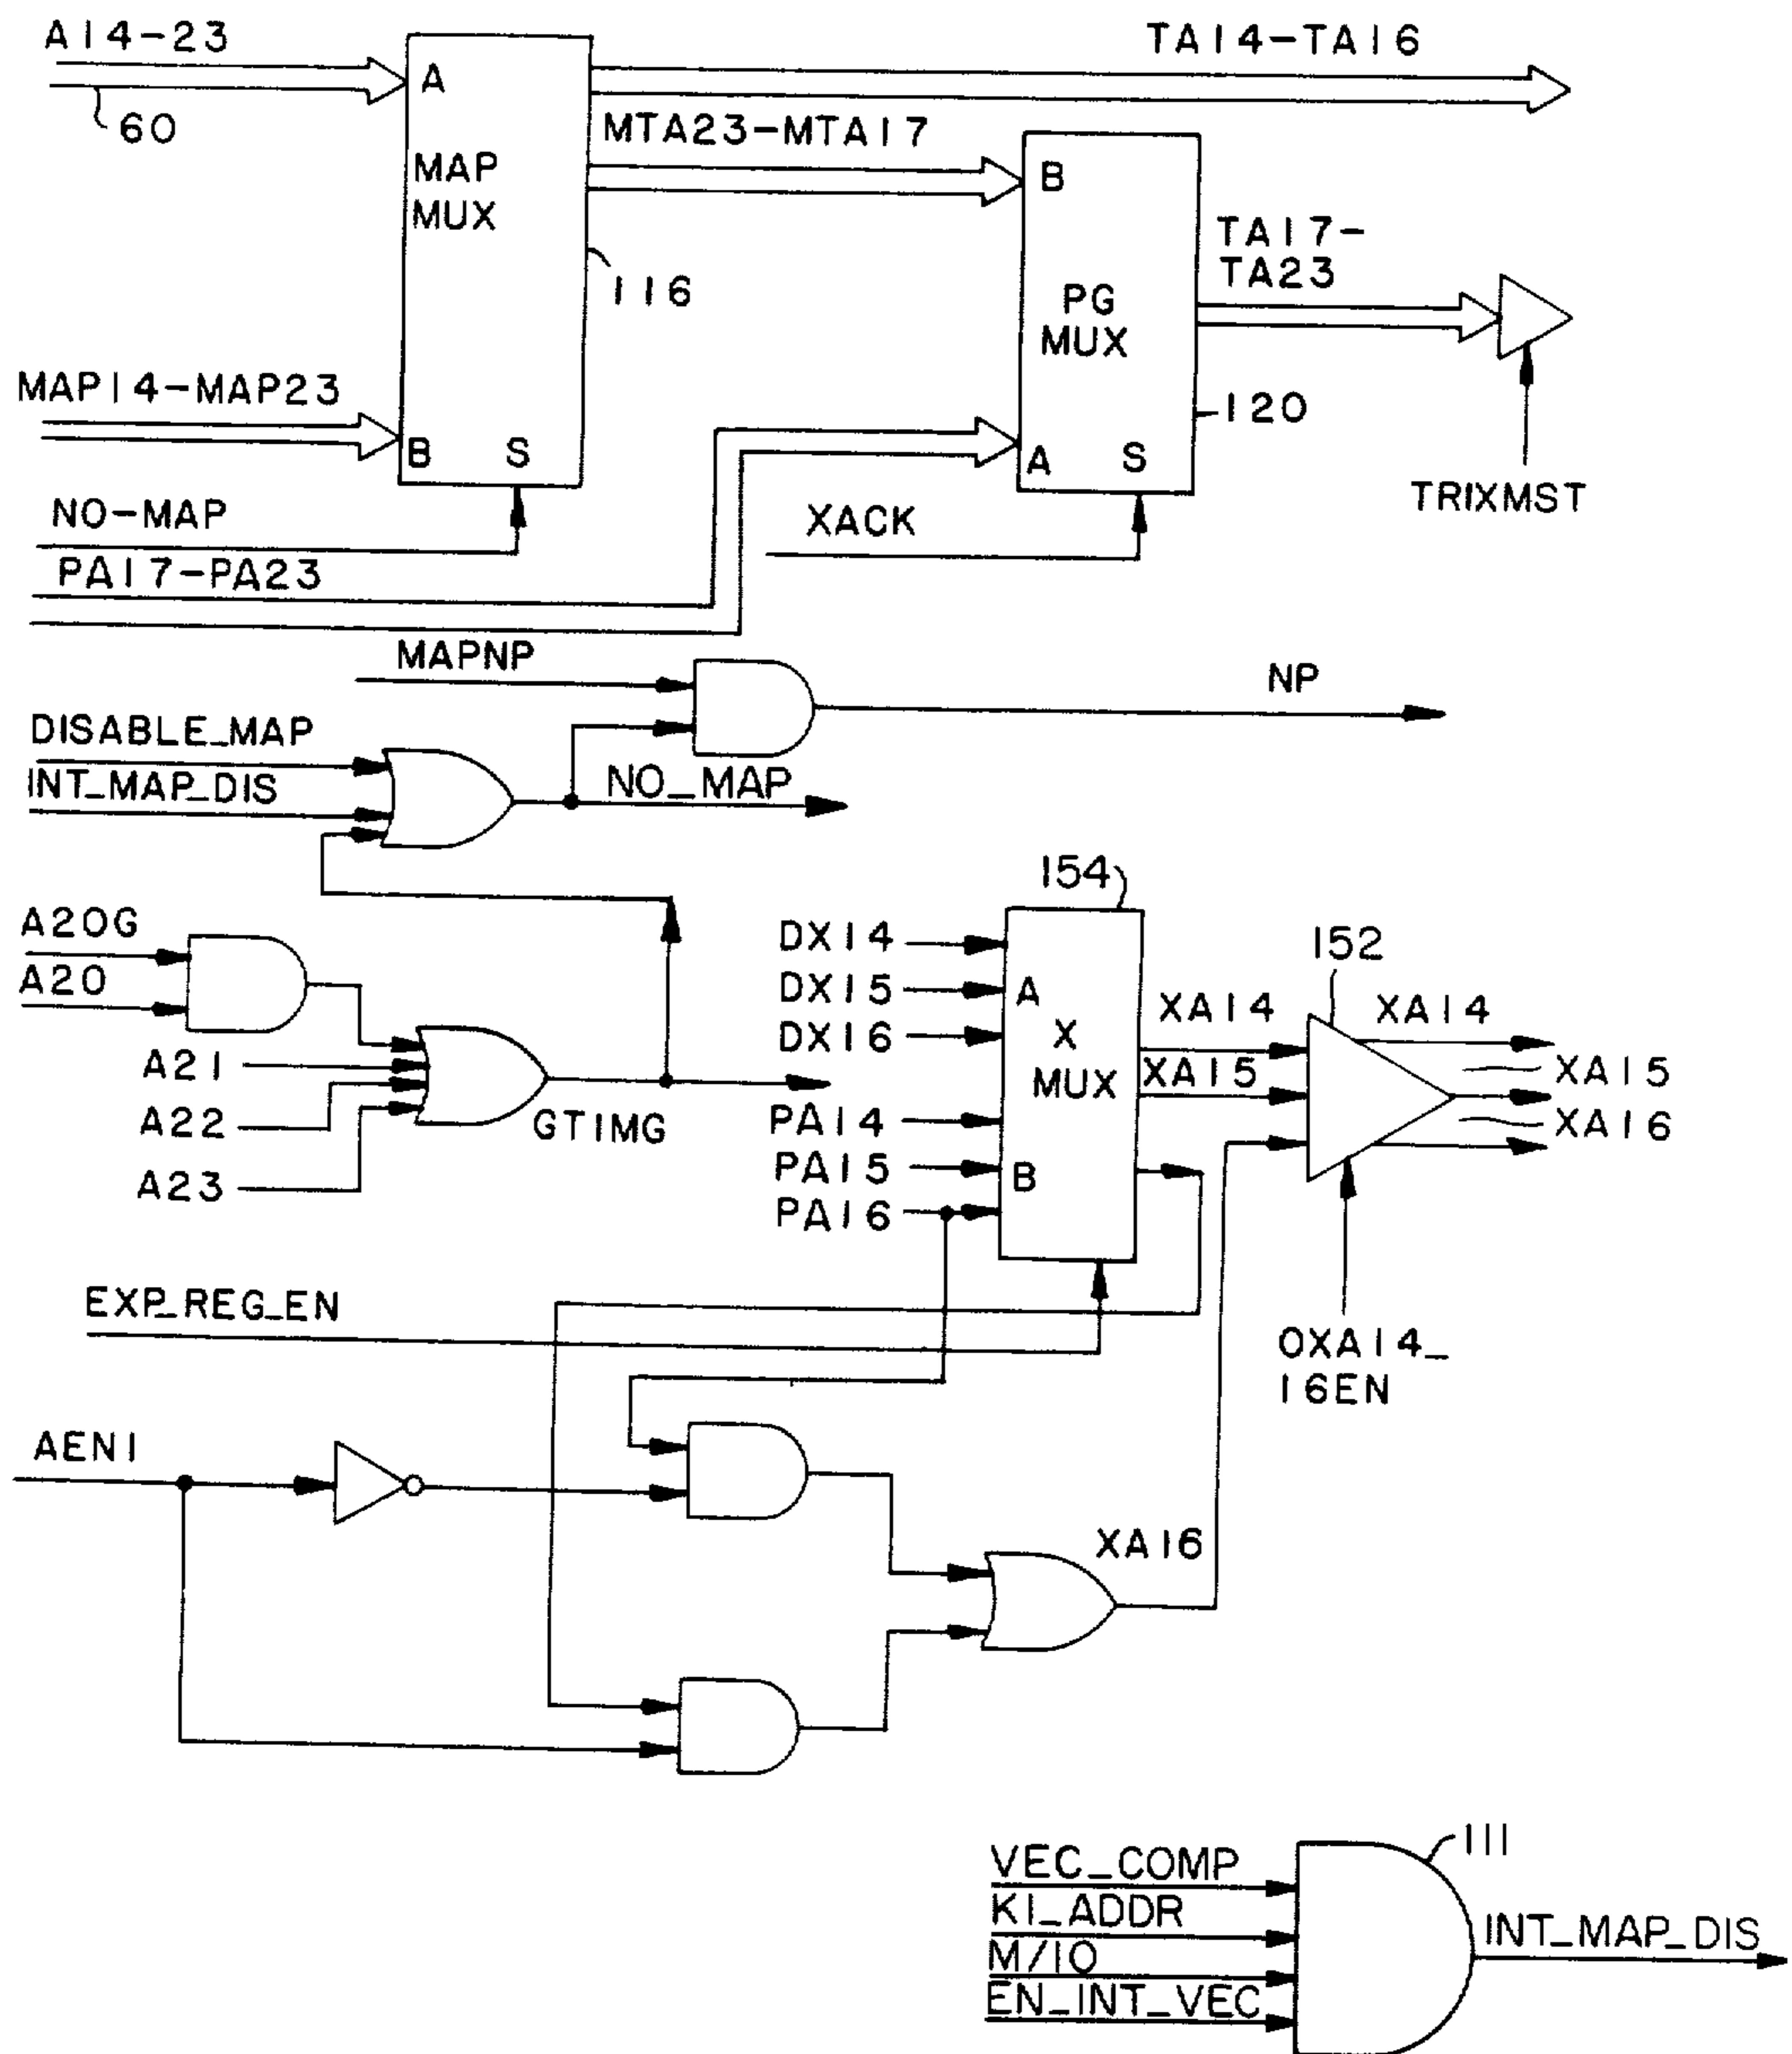 A14-23
TA14-TA16
A
60
MTA23-MTA17
MAP
MUX
B
TA17-
TA23
116
PG
MUX
MAP14-MAP23
120
B
S
A
S
TRIXMST
NO-MAP
XACK
PA17-PA23
MAPNP
NP
DISABLE_MAP
INT_MAP_DIS
NO_MAP
154
A20G
DX14
152
A20
DX15
A
XA14
XA14
DX16
X
A21
MUX
XA15
XA15
A22
GT1MG
PA14
XA16
A23
PA15
B
PA16
EXP_REG_EN
OXA14_
16EN
AEN1
XA16
111
VEC_COMP
K1_ADDR
INT_MAP_DIS
M/IO
EN_INT_VEC